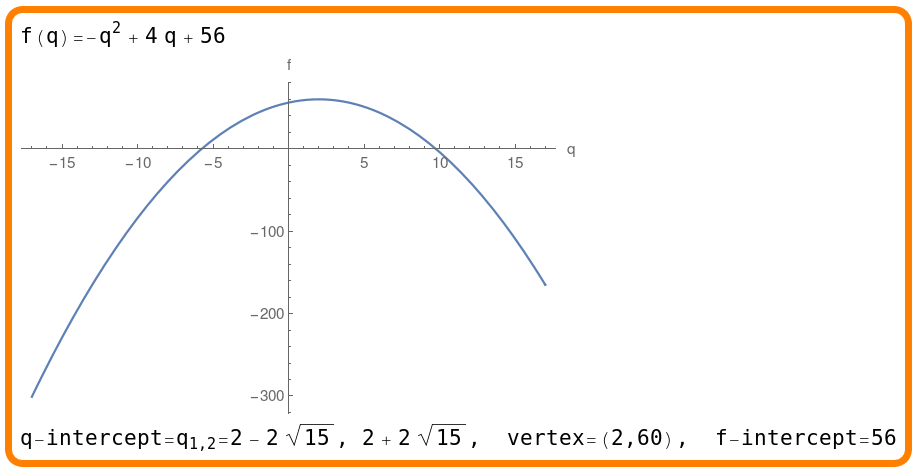 f(q)=-q² + 4 q + 56
f
−15 −10 −5 5 10 15 q
−100
−200
−300
q-intercept=q₁,₂=2 - 2 √15, 2 + 2 √15, vertex=(2,60), f-intercept=56